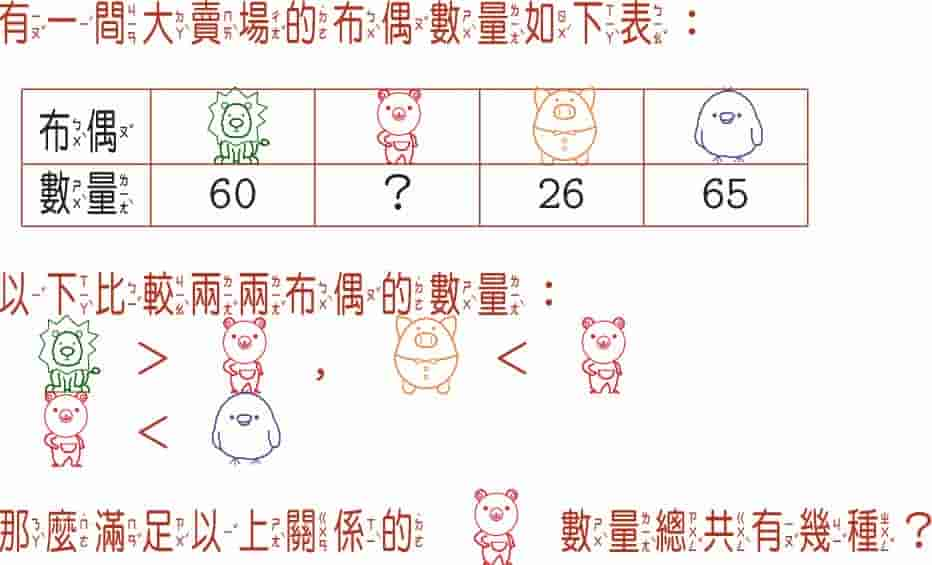 有一間大賣場的布偶數量如下表：
布偶
數量 60 ? 26 65
以下比較兩兩布偶的數量：
> ， <
<
那麼滿足以上關係的 數量總共有幾種？